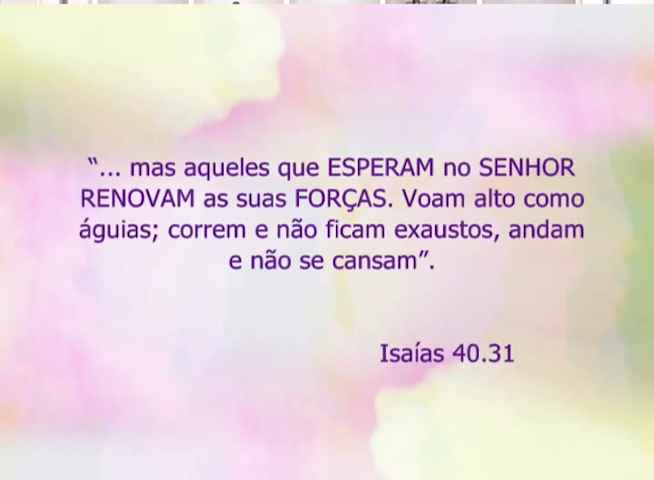 “... mas aqueles que ESPERAM no SENHOR
RENOVAM as suas FORÇAS. Voam alto como
águias; correm e não ficam exaustos, andam
e não se cansam”.
Isaías 40.31